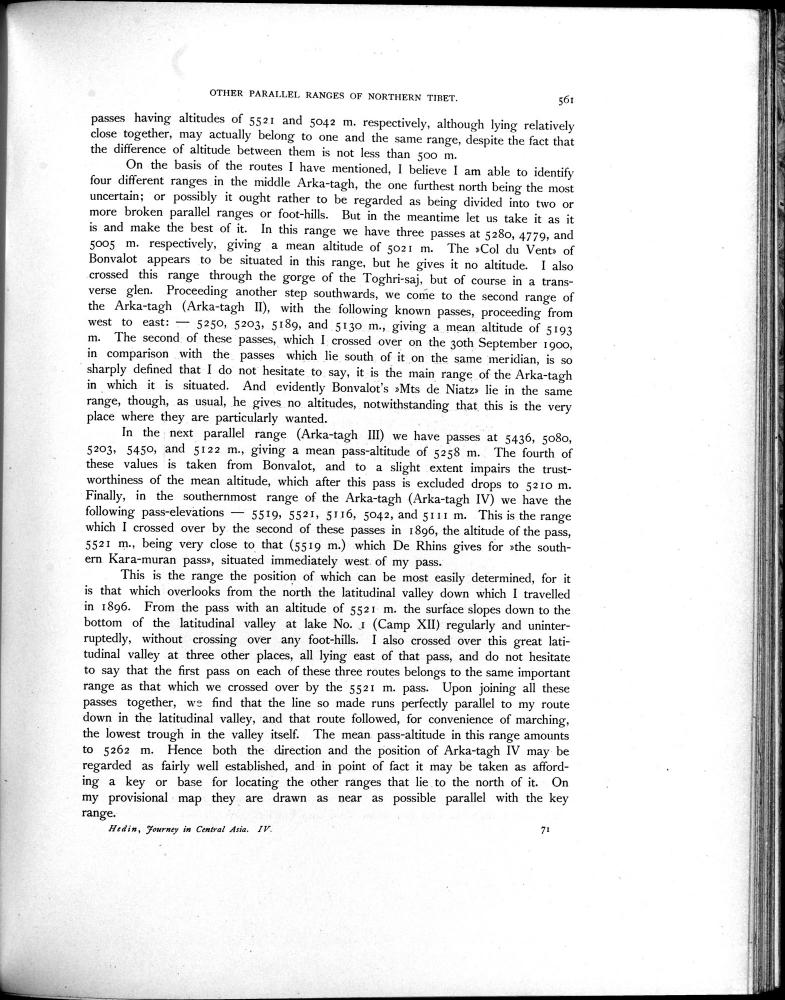 OTHER PARALLEL RANGES OF NORTHERN TIBET. 561
passes having altitudes of 5521 and 5042 m. respectively, although lying relatively
close together, may actually belong to one and the same range, despite the fact that
the difference of altitude between them is not less than 500 m.
On the basis of the routes I have mentioned, I believe I am able to identify
four different ranges in the middle Arka-tagh, the one furthest north being the most
uncertain; or possibly it ought rather to be regarded as being divided into two or
more broken parallel ranges or foot-hills. But in the meantime let us take it as it
is and make the best of it. In this range we have three passes at 5280, 4779, and
5005 m. respectively, giving a mean altitude of 5021 m. The »Col du Vent» of
Bonvalot appears to be situated in this range, but he gives it no altitude. I also
crossed this range through the gorge of the Toghri-saj, but of course in a trans-
verse glen. Proceeding another step southwards, we come to the second range of
the Arka-tagh (Arka-tagh II), with the following known passes, proceeding from
west to east: — 5250, 5203, 5189, and 5130 m., giving a mean altitude of 5193
m. The second of these passes, which I crossed over on the 30th September 1900,
in comparison with the passes which lie south of it on the same meridian, is so
sharply defined that I do not hesitate to say, it is the main range of the Arka-tagh
in which it is situated. And evidently Bonvalot's »Mts de Niatz» lie in the same
range, though, as usual, he gives no altitudes, notwithstanding that this is the very
place where they are particularly wanted.
In the next parallel range (Arka-tagh III) we have passes at 5436, 5080,
5203, 5450, and 5122 m., giving a mean pass-altitude of 5258 m. The fourth of
these values is taken from Bonvalot, and to a slight extent impairs the trust-
worthiness of the mean altitude, which after this pass is excluded drops to 5210 m.
Finally, in the southernmost range of the Arka-tagh (Arka-tagh IV) we have the
following pass-elevations — 5519, 5521, 5116, 5042, and 5111 m. This is the range
which I crossed over by the second of these passes in 1896, the altitude of the pass,
5521 m., being very close to that (5519 m.) which De Rhins gives for »the south-
ern Kara-muran pass», situated immediately west of my pass.
This is the range the position of which can be most easily determined, for it
is that which overlooks from the north the latitudinal valley down which I travelled
in 1896. From the pass with an altitude of 5521 m. the surface slopes down to the
bottom of the latitudinal valley at lake No. 1 (Camp XII) regularly and uninter-
ruptedly, without crossing over any foot-hills. I also crossed over this great lati-
tudinal valley at three other places, all lying east of that pass, and do not hesitate
to say that the first pass on each of these three routes belongs to the same important
range as that which we crossed over by the 5521 m. pass. Upon joining all these
passes together, we find that the line so made runs perfectly parallel to my route
down in the latitudinal valley, and that route followed, for convenience of marching,
the lowest trough in the valley itself. The mean pass-altitude in this range amounts
to 5262 m. Hence both the direction and the position of Arka-tagh IV may be
regarded as fairly well established, and in point of fact it may be taken as afford-
ing a key or base for locating the other ranges that lie to the north of it. On
my provisional map they are drawn as near as possible parallel with the key
range.
Hedin, Journey in Central Asia. IV. 71